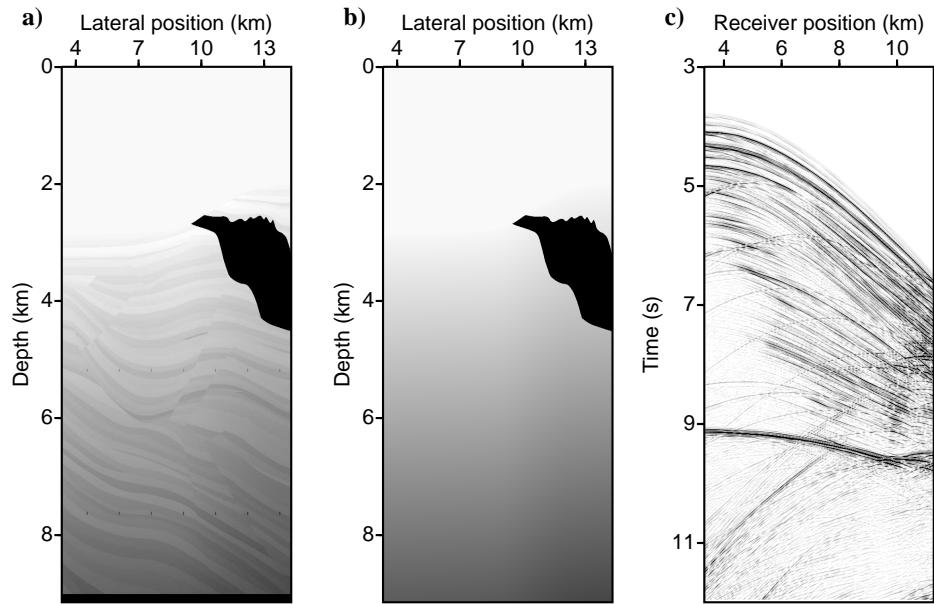 a)
Lateral position (km)
4 7 10 13
0
2
4
6
8
Depth (km)
b)
Lateral position (km)
4 7 10 13
0
2
4
6
8
Depth (km)
c)
Receiver position (km)
4 6 8 10
3
5
7
9
11
Time (s)